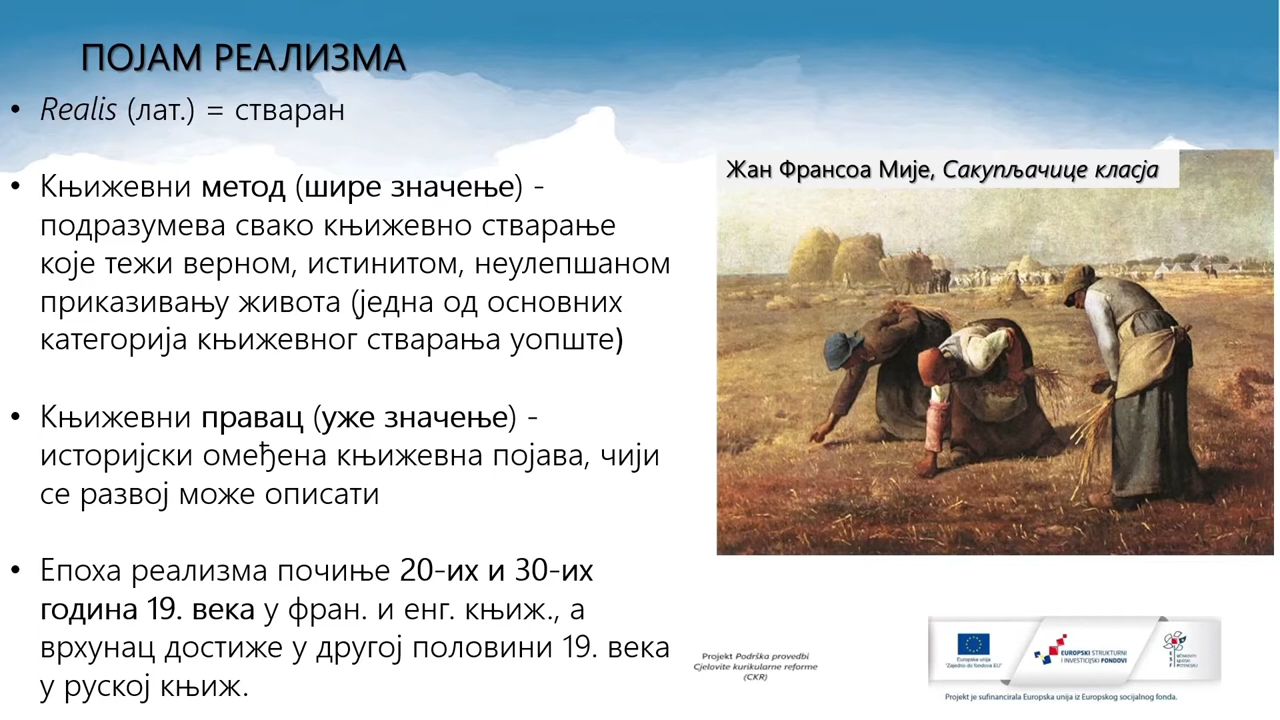 ПОЈАМ РЕАЛИЗМА
• Realis (лат.) = стваран
• Књижевни метод (шире значење) -
подразумева свако књижевно стварање
које тежи верном, истинитом, неулепшаном
приказивању живота (једна од основних
категорија књижевног стварања уопште)
• Књижевни правац (уже значење) -
историјски омеђена књижевна појава, чији
се развој може описати
• Епоха реализма почиње 20-их и 30-их
година 19. века у фран. и енг. књиж., а
врхунац достиже у другој половини 19. века
у руској књиж.
Жан Франсоа Мије, Сакупљачице класја
Projekt Podrška provedbi
Cjelovite kurikularne reforme
(CKR)
Europska unija
"Zajedno do fondova EU"
EUROPSKI STRUKTURNI
I INVESTICIJSKI FONDOVI
Projekt je sufinancirala Europska unija iz Europskog socijalnog fonda.